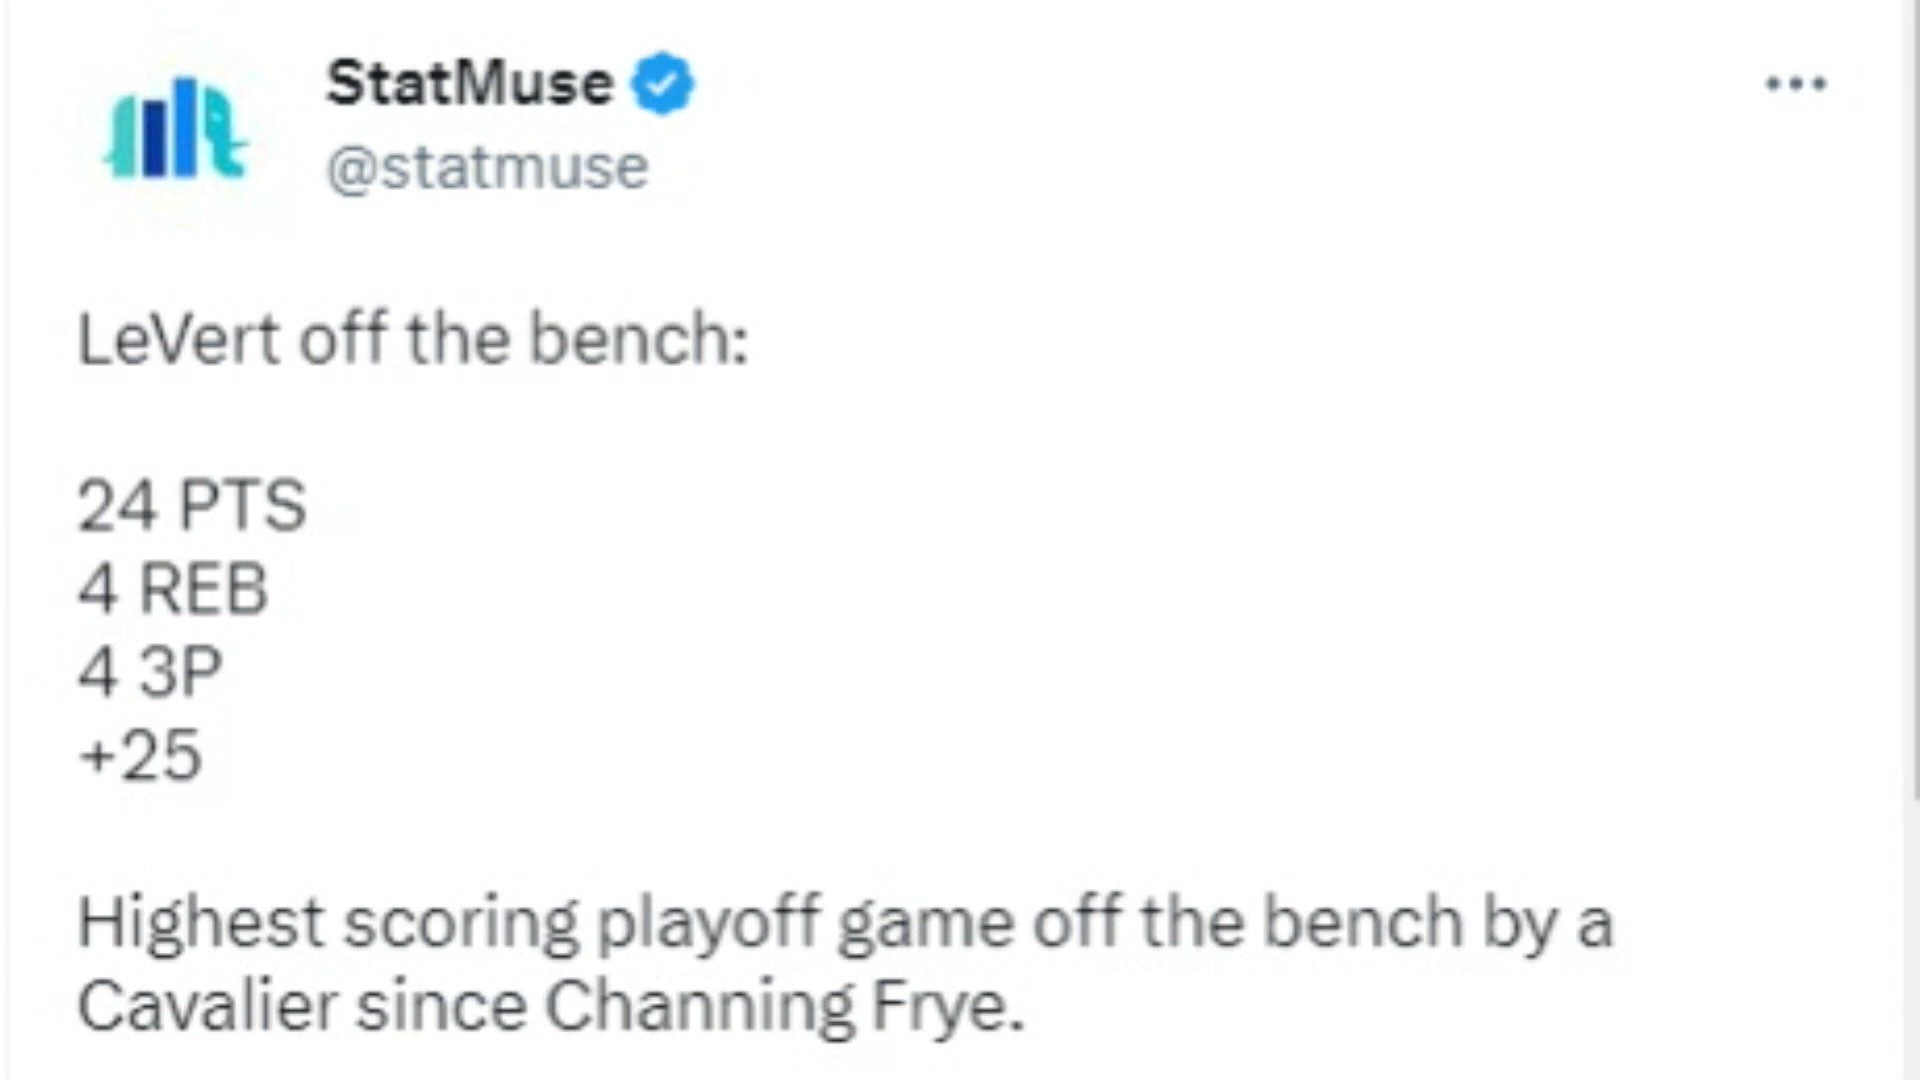 StatMuse
@statmuse
LeVert off the bench:
24 PTS
4 REB
4 3P
+25
Highest scoring playoff game off the bench by a
Cavalier since Channing Frye.